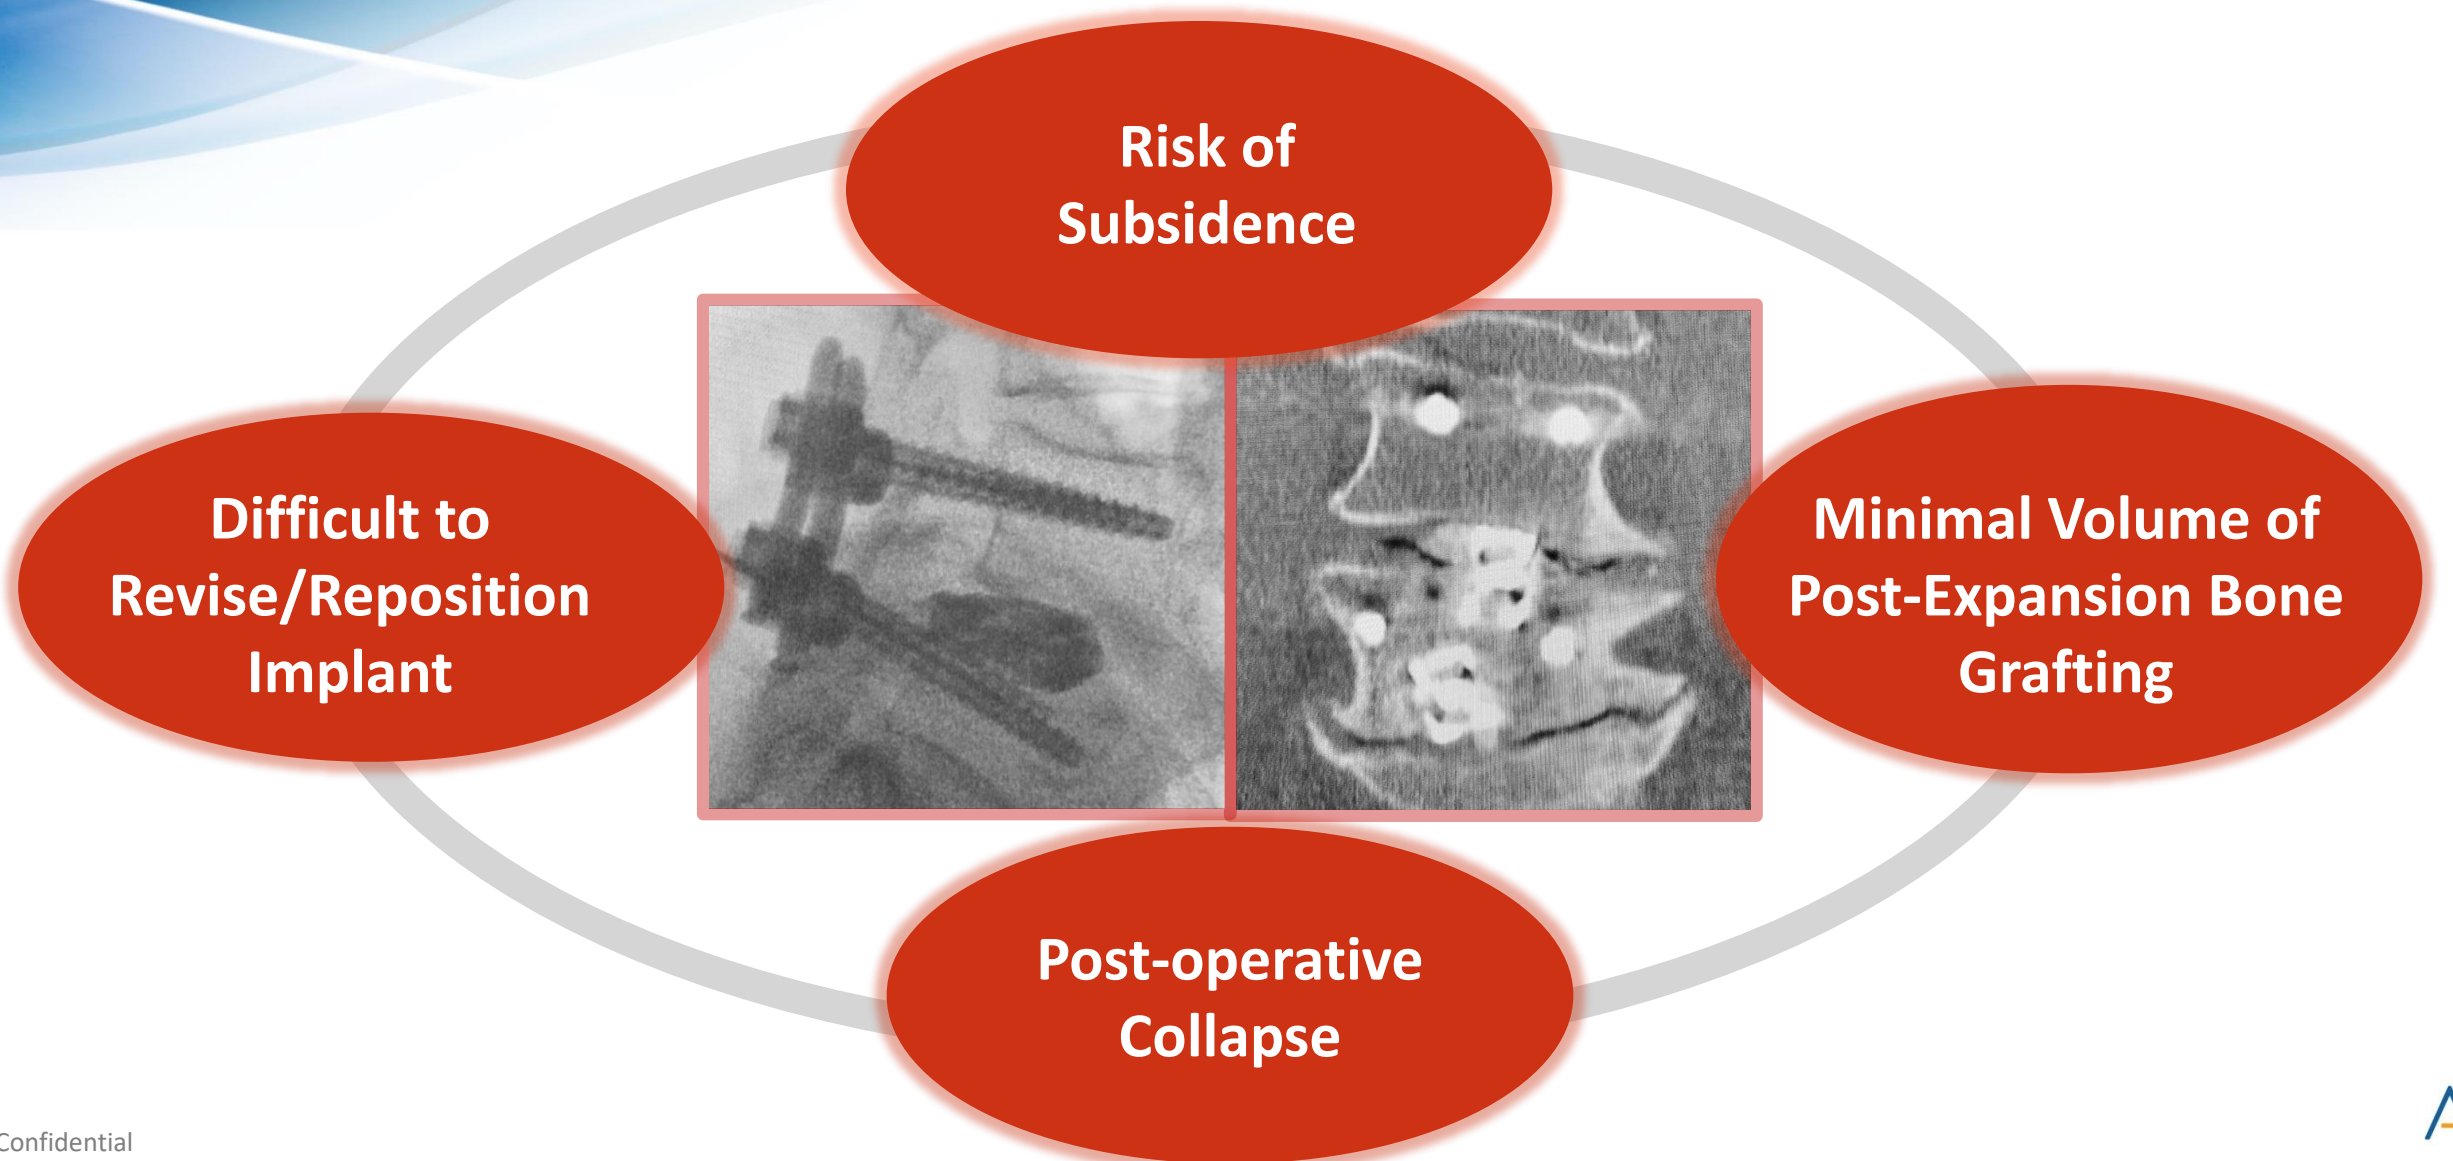 Risk of
Subsidence
Difficult to
Revise/Reposition
Implant
Minimal Volume of
Post-Expansion Bone
Grafting
Post-operative
Collapse
Confidential